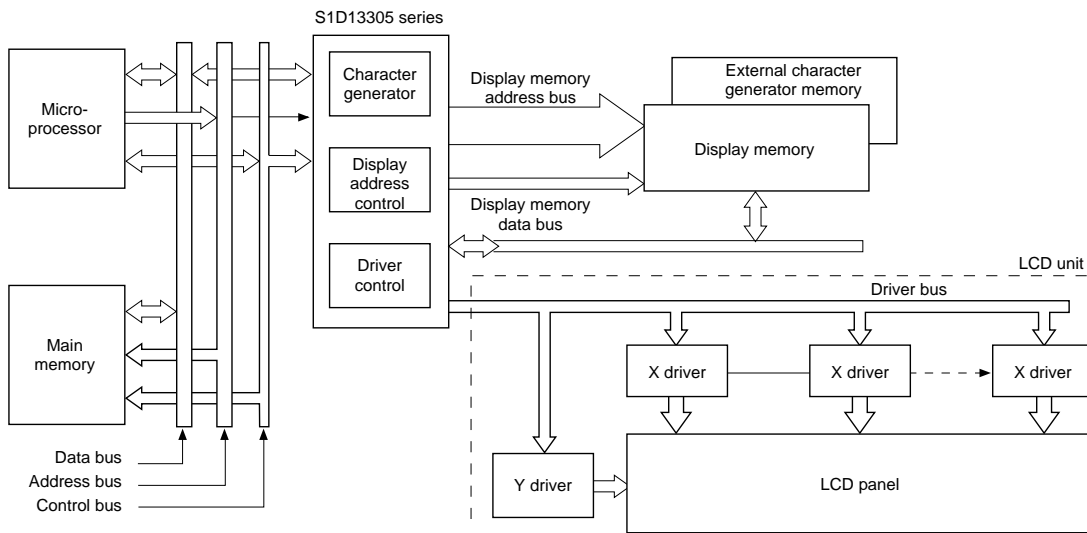 S1D13305 series
Micro-
processor
Character
generator
Display memory
address bus
External character
generator memory
Display memory
Display
address
control
Display memory
data bus
Driver
control
LCD unit
Driver bus
Main
memory
X driver
X driver
X driver
Data bus
Address bus
Control bus
Y driver
LCD panel